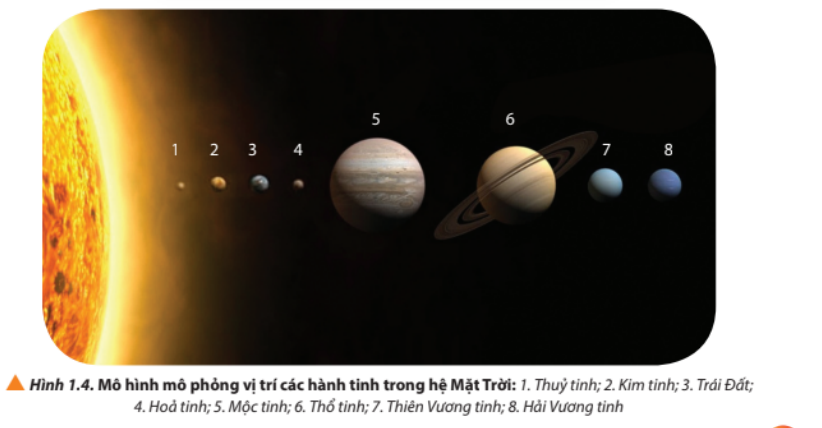 5 6
1 2 3 4 7 8
Hình 1.4. Mô hình mô phỏng vị trí các hành tinh trong hệ Mặt Trời: 1. Thuỷ tinh; 2. Kim tinh; 3. Trái Đất;
4. Hoả tinh; 5. Mộc tinh; 6. Thổ tinh; 7. Thiên Vương tinh; 8. Hải Vương tinh